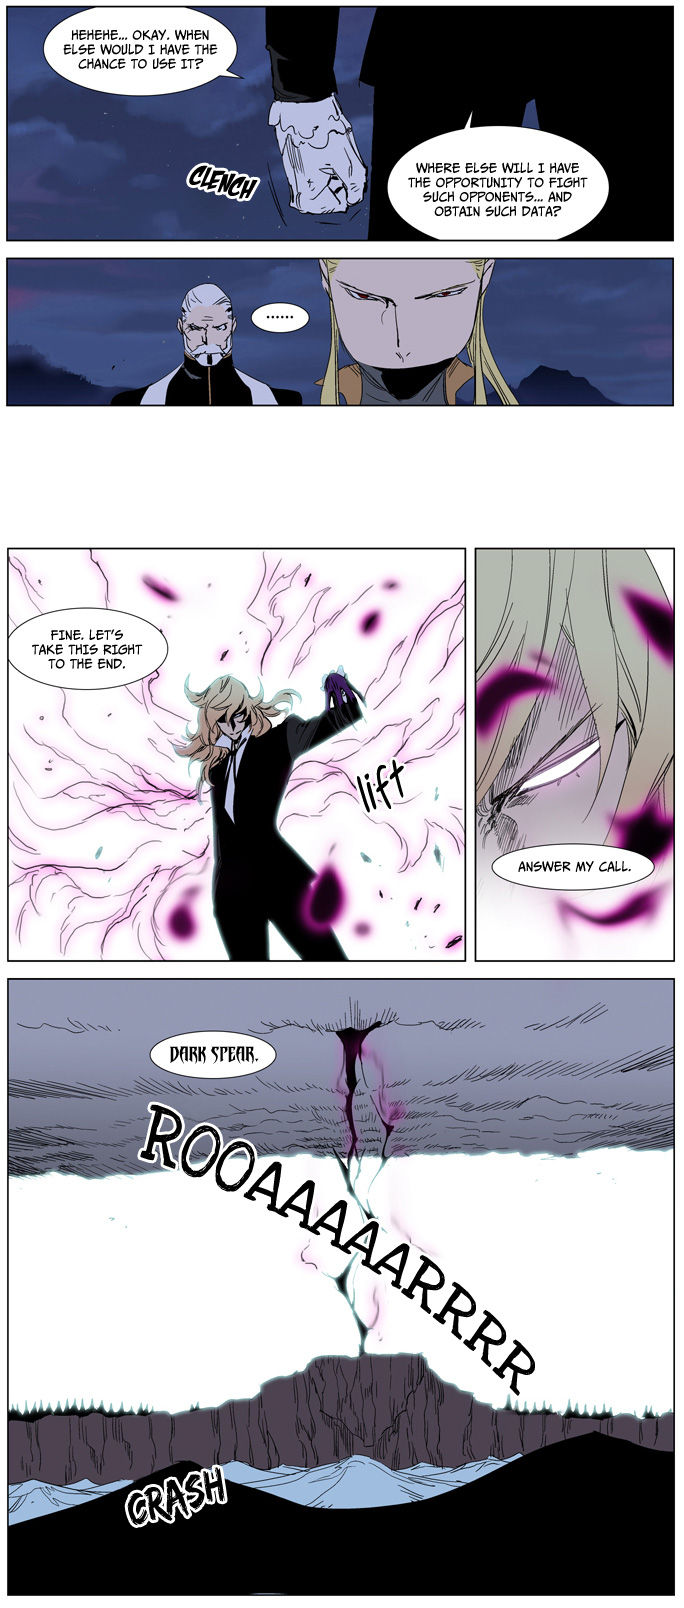 HEHEHE... OKAY. WHEN
ELSE WOULD I HAVE THE
CHANCE TO USE IT?
CLENCH
WHERE ELSE WILL I HAVE
THE OPPORTUNITY TO FIGHT
SUCH OPPONENTS... AND
OBTAIN SUCH DATA?
......
FINE. LET'S
TAKE THIS RIGHT
TO THE END.
lift
ANSWER MY CALL.
DARK SPEAR.
ROOAAAAAARRRR
CRASH